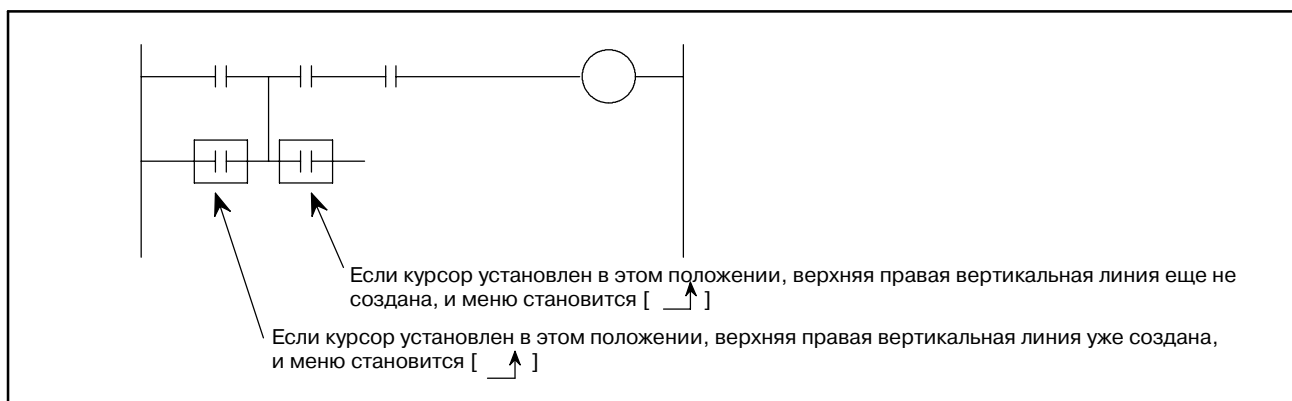 Если курсор установлен в этом положении, верхняя правая вертикальная линия еще не
создана, и меню становится [ ]
Если курсор установлен в этом положении, верхняя правая вертикальная линия уже создана,
и меню становится [ ]